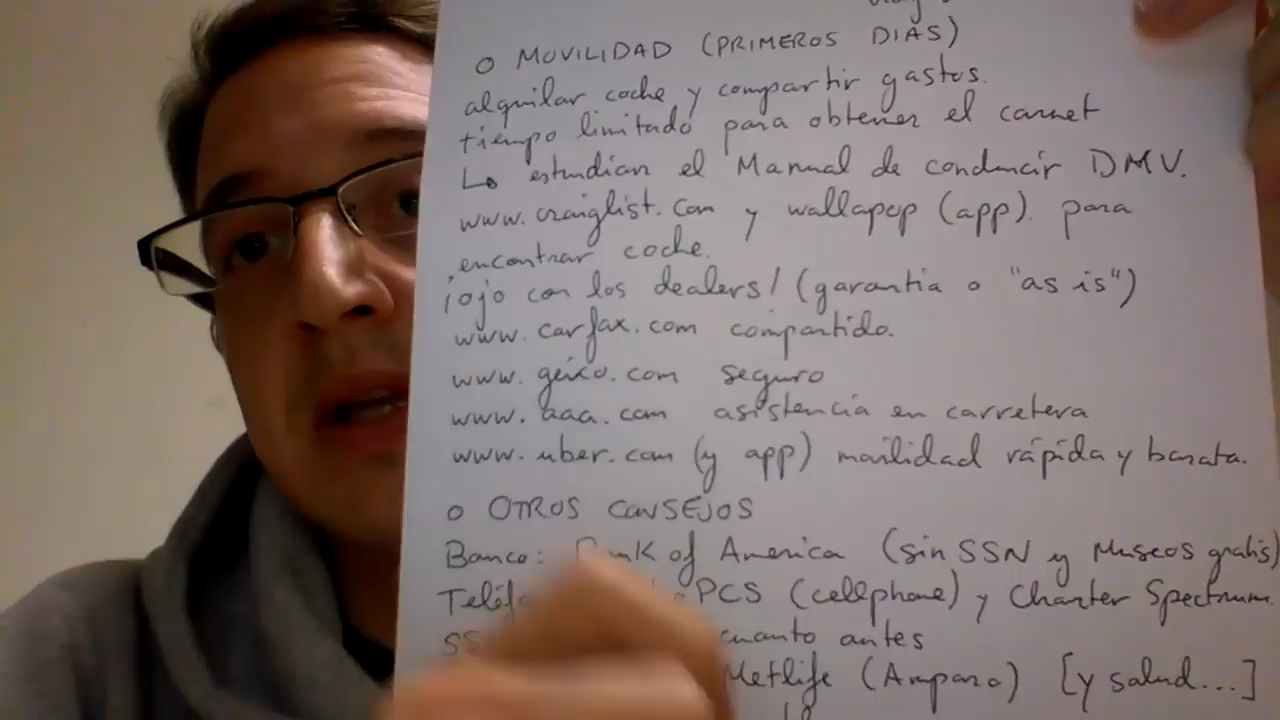 O MOVILIDAD (PRIMEROS DIAS)
alquilar coche y compartir gastos.
tiempo limitado para obtener el carnet
↳ estudian el Manual de conducir DMV.
www.craiglist.com y wallapop (app). para
encontrar coche.
¡ojo con los dealers! (garantía o "as is")
www.carfax.com compartido.
www.geico.com seguro
www.aaa.com asistencia en carretera
www.uber.com (y app) movilidad rápida y barata.
O OTROS CONSEJOS
Banco: Bank of America (sin SSN y Museos gratis)
PCS (cellphone) y Charter Spectrum.
cuanto antes
Metlife (Amparo) [y salud...]